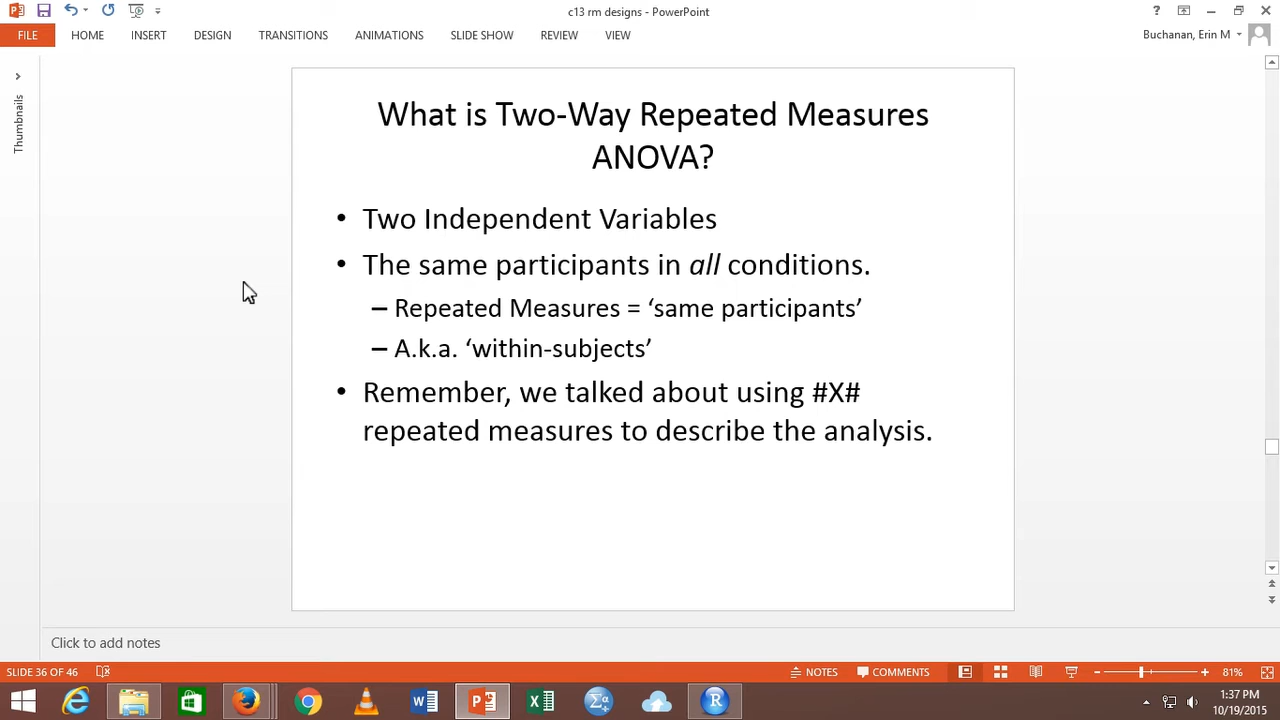 c13 rm designs - PowerPoint
?
FILE HOME INSERT DESIGN TRANSITIONS ANIMATIONS SLIDE SHOW REVIEW VIEW Buchanan, Erin M
Thumbnails
What is Two-Way Repeated Measures
ANOVA?
• Two Independent Variables
• The same participants in all conditions.
– Repeated Measures = ‘same participants’
– A.k.a. ‘within-subjects’
• Remember, we talked about using #X#
repeated measures to describe the analysis.
Click to add notes
SLIDE 36 OF 46 NOTES COMMENTS 81%
1:37 PM
10/19/2015